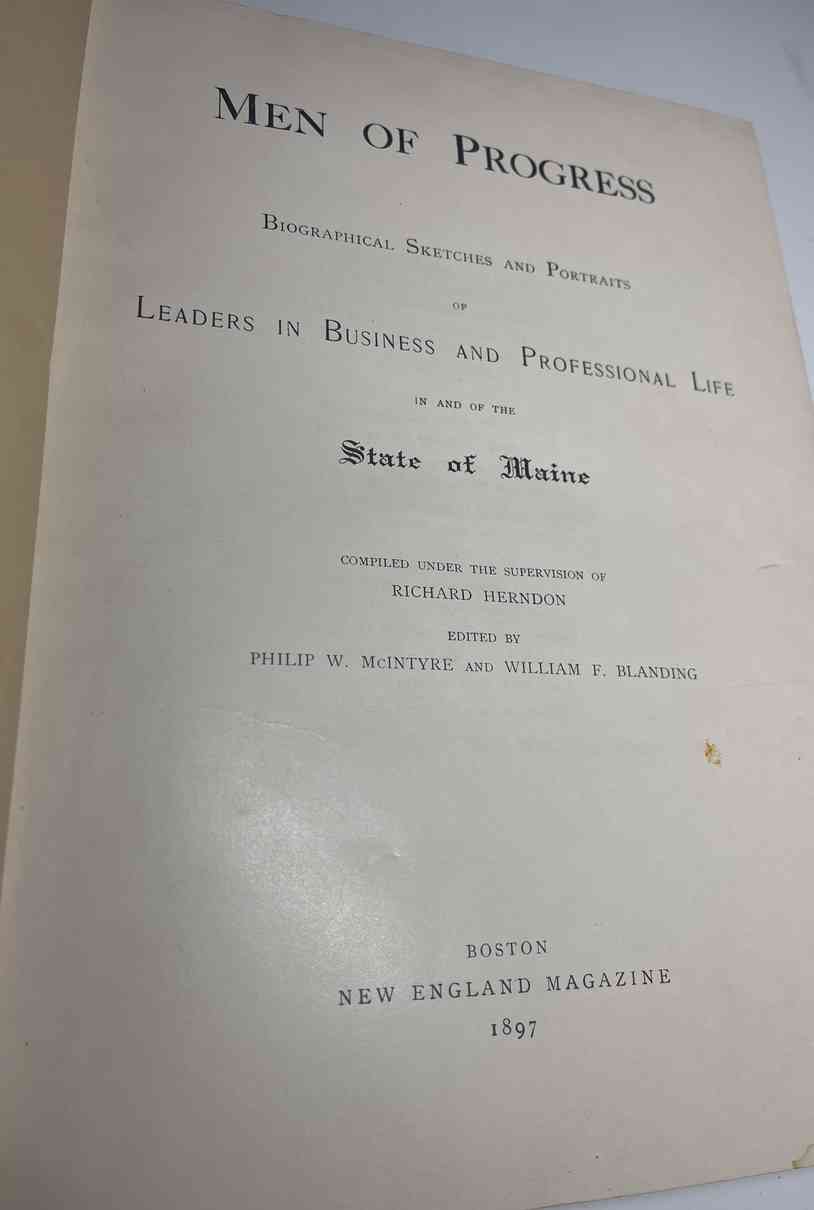 MEN OF PROGRESS
BIOGRAPHICAL SKETCHES AND PORTRAITS
OF
LEADERS IN BUSINESS AND PROFESSIONAL LIFE
IN AND OF THE
State of Maine
COMPILED UNDER THE SUPERVISION OF
RICHARD HERNDON
EDITED BY
PHILIP W. McINTYRE AND WILLIAM F. BLANDING
BOSTON
NEW ENGLAND MAGAZINE
1897